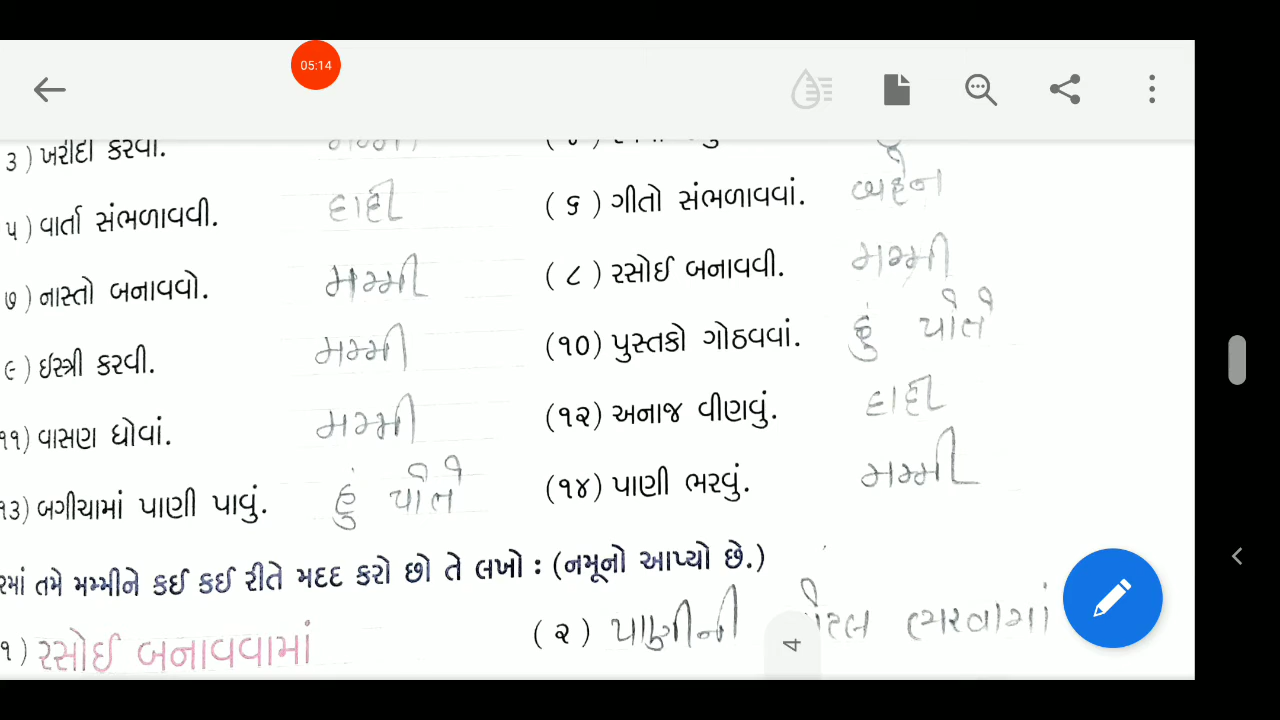 05:14
૩) ખરીદી કરવી.
૫) વાર્તા સંભળાવવી. દાદી (૬) ગીતો સંભળાવવાં. બહેન
૭) નાસ્તો બનાવવો. મમ્મી (૮) રસોઈ બનાવવી. મમ્મી
૯) ઇસ્ત્રી કરવી. મમ્મી (૧૦) પુસ્તકો ગોઠવવાં. હું પોતે
૧૧) વાસણ ધોવાં. મમ્મી (૧૨) અનાજ વીણવું. દાદી
૧૩) બગીચામાં પાણી પાવું. હું પોતે (૧૪) પાણી ભરવું. મમ્મી
રમાં તમે મમ્મીને કઈ કઈ રીતે મદદ કરો છો તે લખો : (નમૂનો આપ્યો છે.)
૧) રસોઈ બનાવવામાં (૨) પાણીની ભરવામાં
4